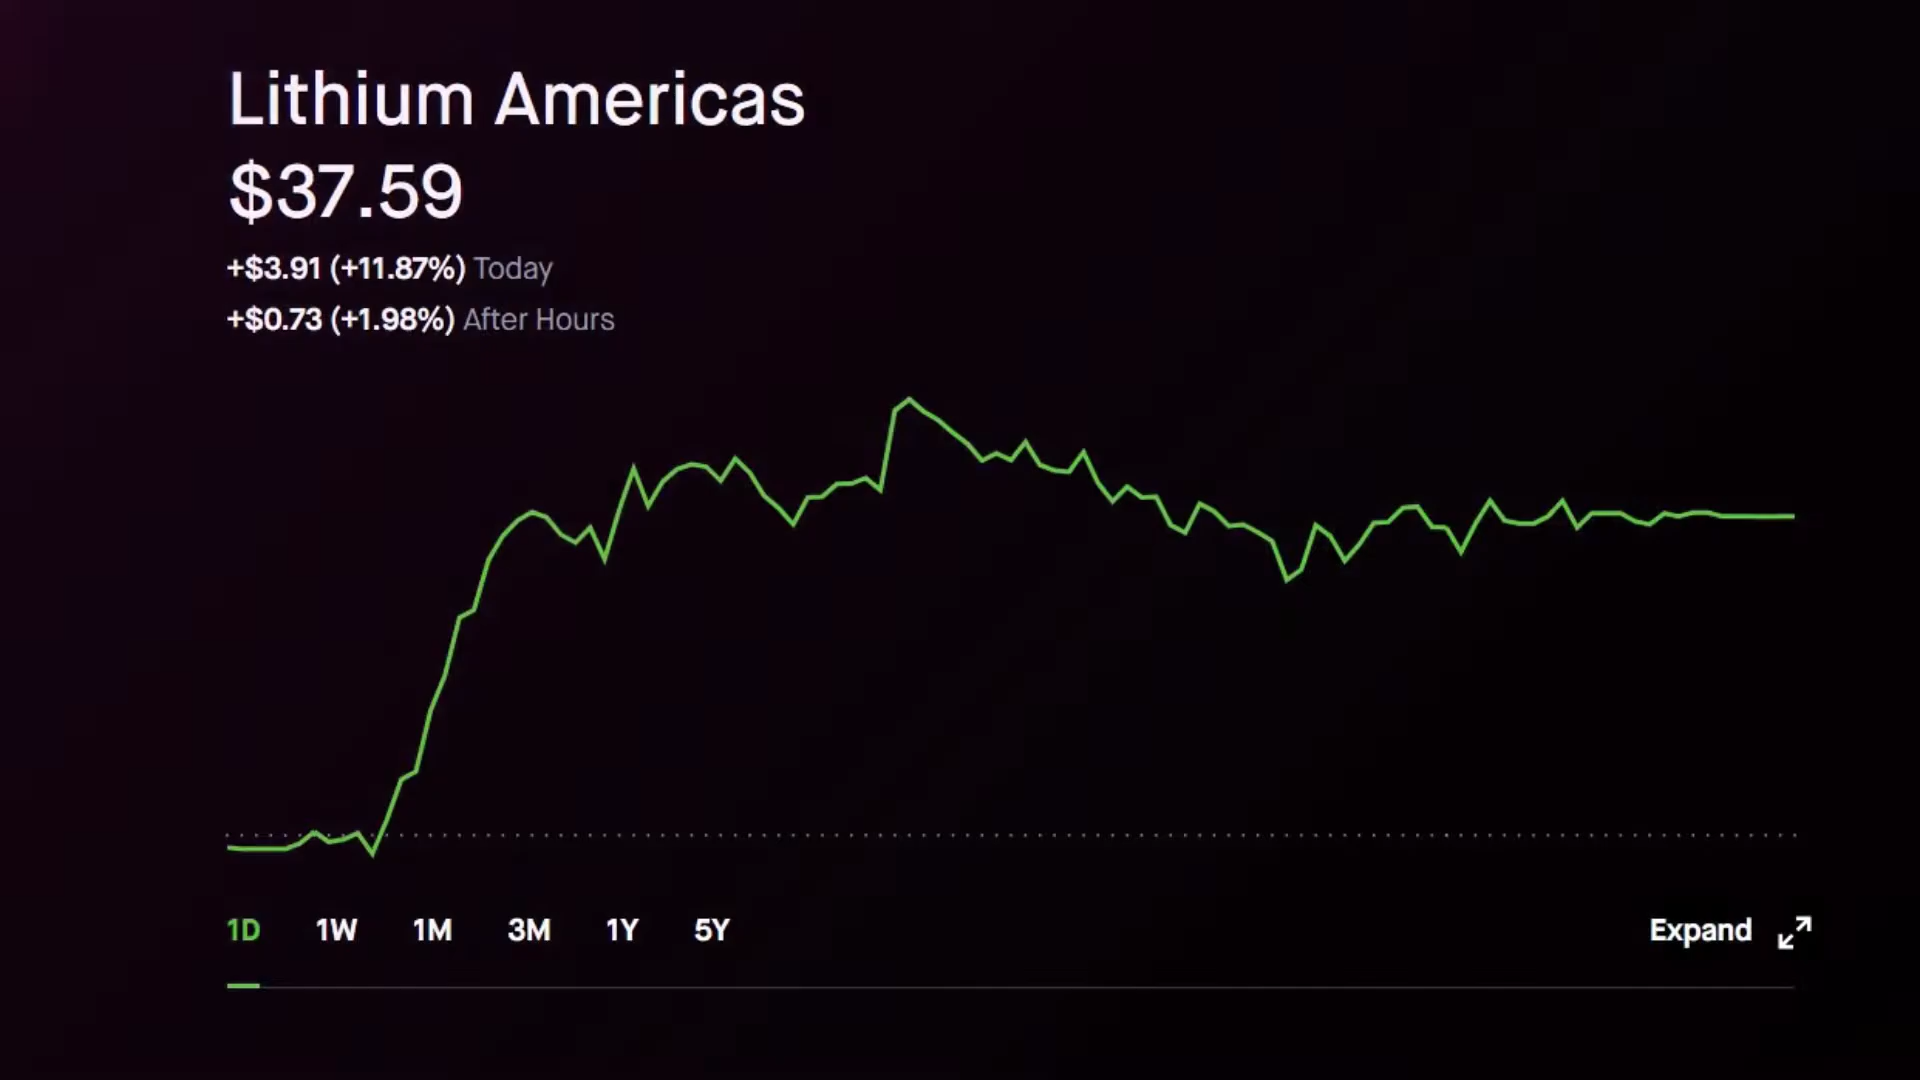 Lithium Americas
$37.59
+$3.91 (+11.87%) Today
+$0.73 (+1.98%) After Hours
1D 1W 1M 3M 1Y 5Y Expand